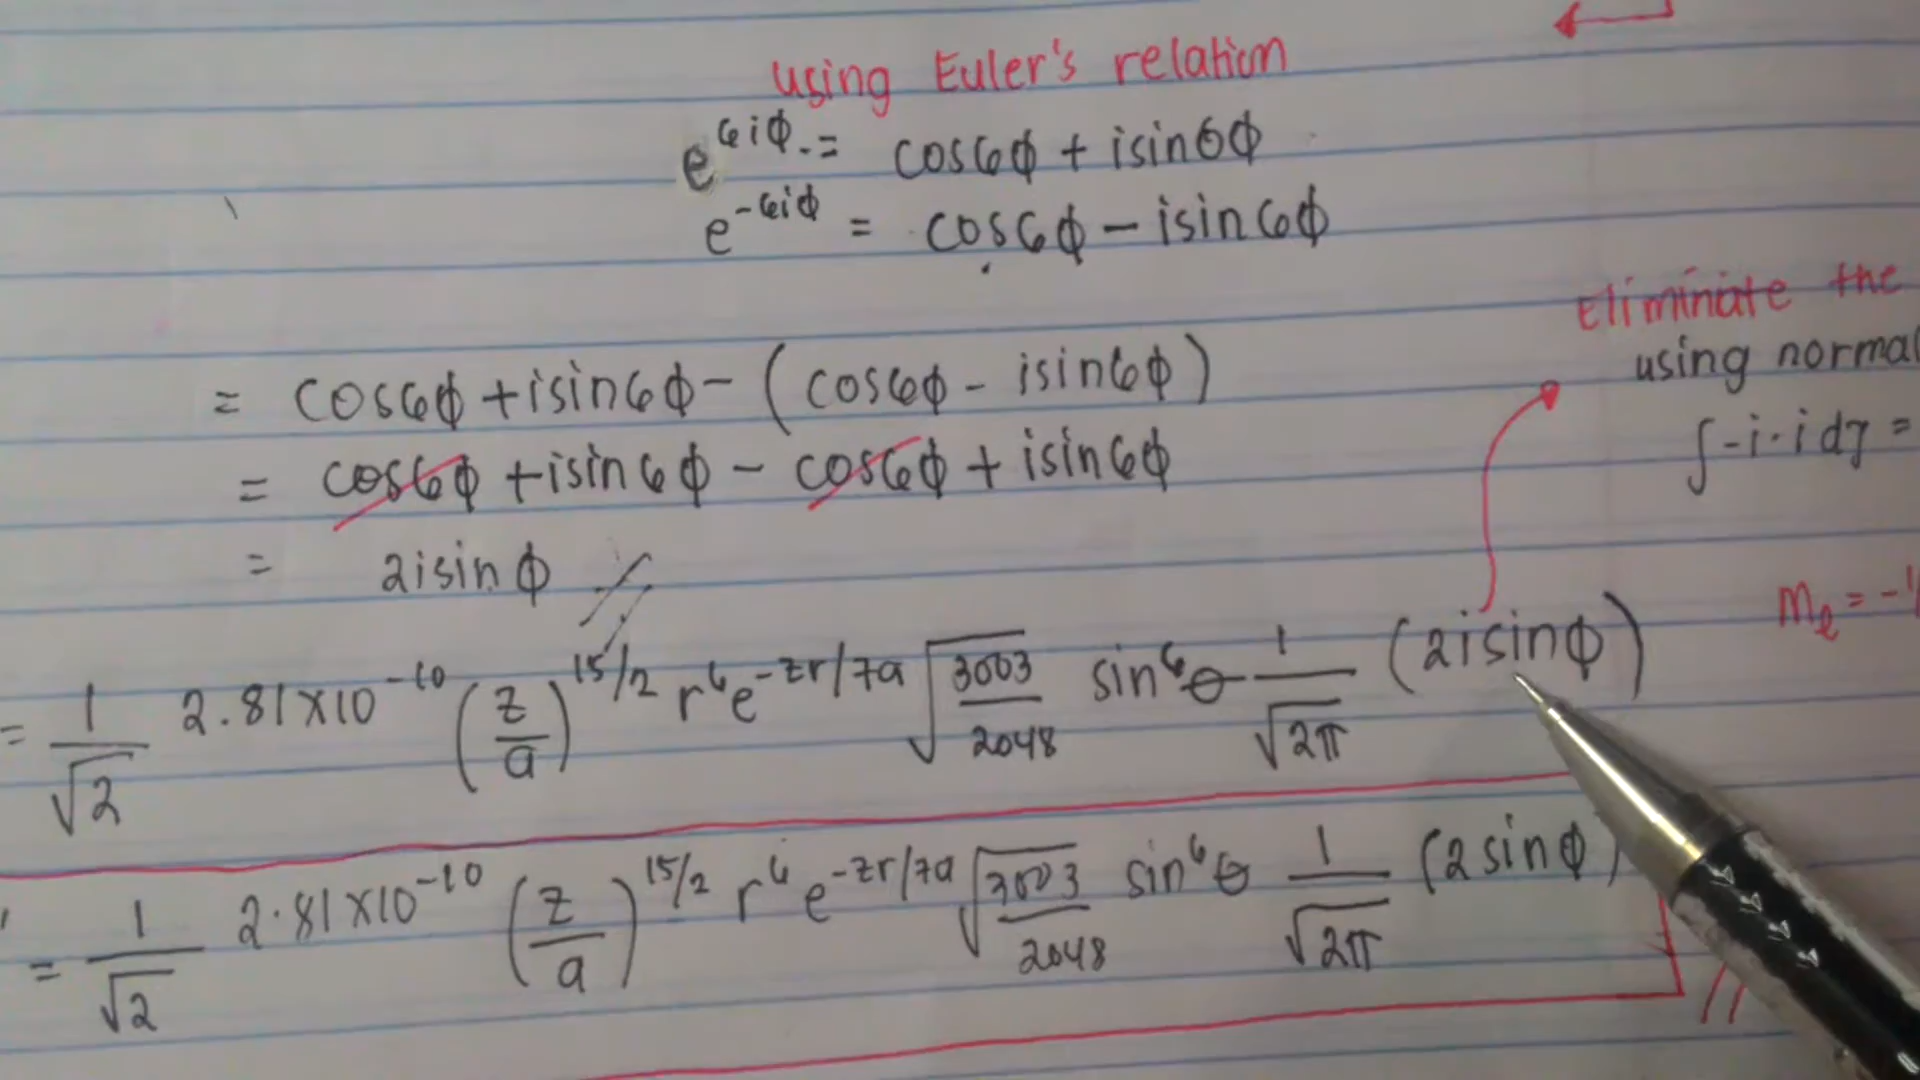 using Euler's relation
e^{6iϕ} = cos6ϕ + isin6ϕ
e^{-6iϕ} = cos6ϕ - isin6ϕ
Eliminate the
using normal
= cos6ϕ + isin6ϕ - (cos6ϕ - isin6ϕ)
∫-i·i dγ =
= cos6ϕ + isin6ϕ - cos6ϕ + isin6ϕ
= 2isinϕ
m_ℓ = -
= 1/√2 2.81×10^{-10} (z/a)^{15/2} r^6 e^{-zr/7a} √(3003/2048) sin^6θ 1/√2π (2isinϕ)
= 1/√2 2.81×10^{-10} (z/a)^{15/2} r^6 e^{-zr/7a} √(3003/2048) sin^6θ 1/√2π (2sinϕ)